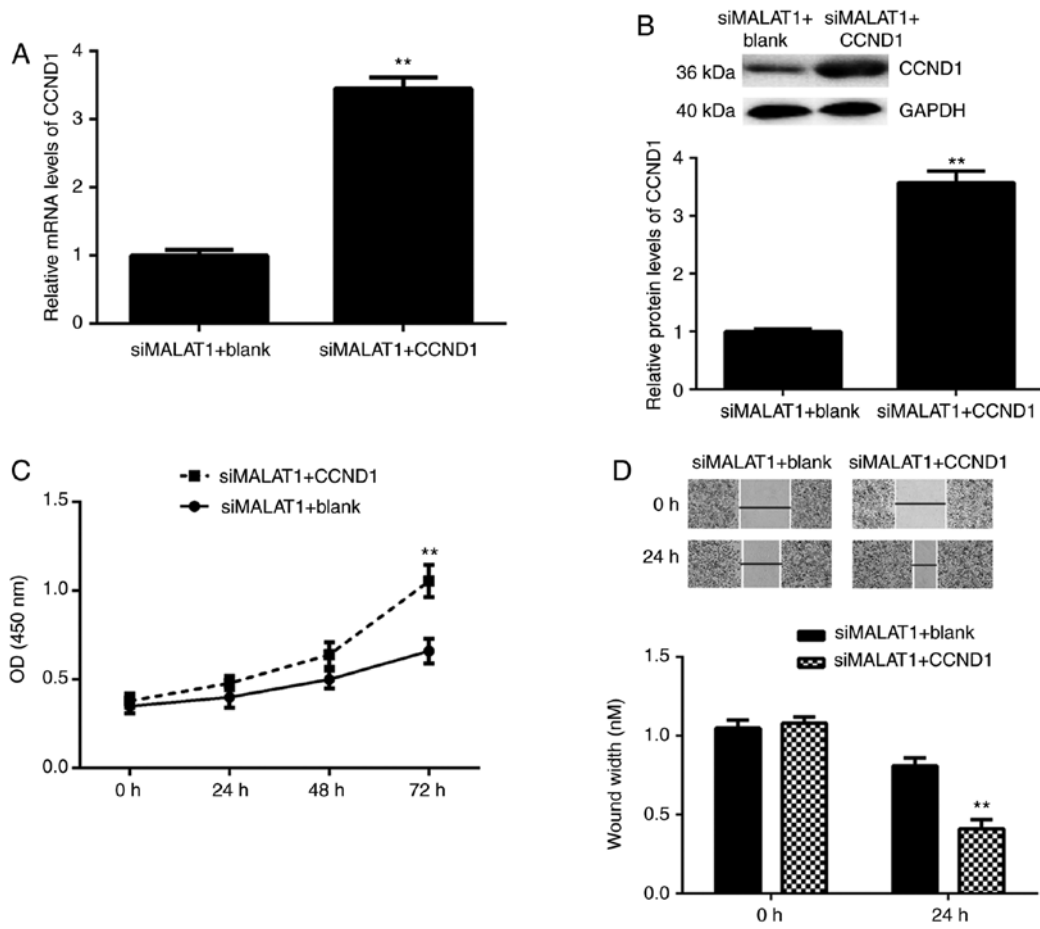 A
Relative mRNA levels of CCND1
4
3
2
1
0
**
siMALAT1+blank
siMALAT1+CCND1
B
siMALAT1+ siMALAT1+
blank CCND1
36 kDa
CCND1
40 kDa
GAPDH
Relative protein levels of CCND1
4
3
2
1
0
**
siMALAT1+blank
siMALAT1+CCND1
C
siMALAT1+CCND1
siMALAT1+blank
OD (450 nm)
1.5
1.0
0.5
0.0
**
0 h
24 h
48 h
72 h
D
siMALAT1+blank
siMALAT1+CCND1
0 h
24 h
siMALAT1+blank
siMALAT1+CCND1
Wound width (nM)
1.5
1.0
0.5
0.0
**
0 h
24 h